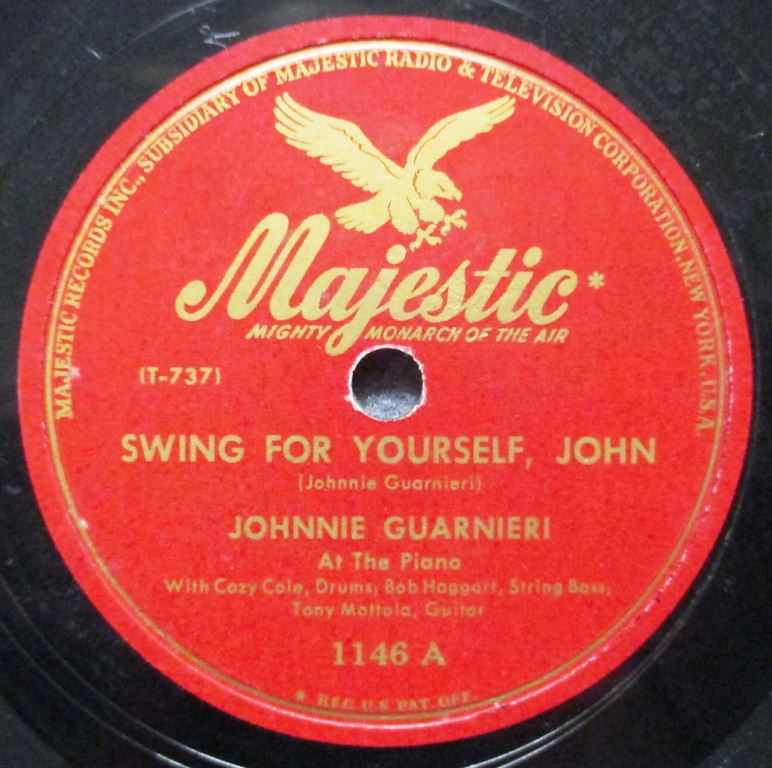 MAJESTIC RECORDS INC., SUBSIDIARY OF MAJESTIC RADIO & TELEVISION CORPORATION, NEW YORK, U.S.A.
Majestic*
MIGHTY MONARCH OF THE AIR
(T-737)
SWING FOR YOURSELF, JOHN
(Johnnie Guarnieri)
JOHNNIE GUARNIERI
At The Piano
With Cozy Cole, Drums; Bob Haggart, String Bass;
Tony Mottola, Guitar
1146 A
* REG. U.S. PAT. OFF.